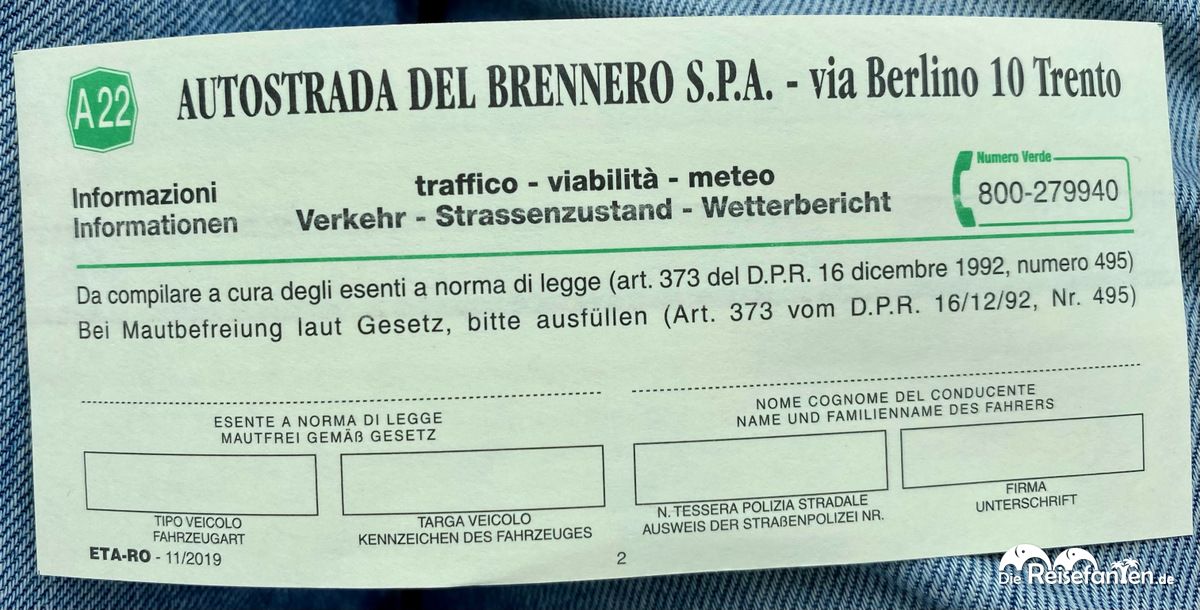 A22
AUTOSTRADA DEL BRENNERO S.P.A. - via Berlino 10 Trento
Informazioni
Informationen
traffico - viabilità - meteo
Verkehr - Strassenzustand - Wetterbericht
Numero Verde
800-279940
Da compilare a cura degli esenti a norma di legge (art. 373 del D.P.R. 16 dicembre 1992, numero 495)
Bei Mautbefreiung laut Gesetz, bitte ausfüllen (Art. 373 vom D.P.R. 16/12/92, Nr. 495)
ESENTE A NORMA DI LEGGE
MAUTFREI GEMÄß GESETZ
NOME COGNOME DEL CONDUCENTE
NAME UND FAMILIENNAME DES FAHRERS
TIPO VEICOLO
FAHRZEUGART
TARGA VEICOLO
KENNZEICHEN DES FAHRZEUGES
N. TESSERA POLIZIA STRADALE
AUSWEIS DER STRAßENPOLIZEI NR.
FIRMA
UNTERSCHRIFT
ETA-RO - 11/2019
2
Die Reisefanten.de